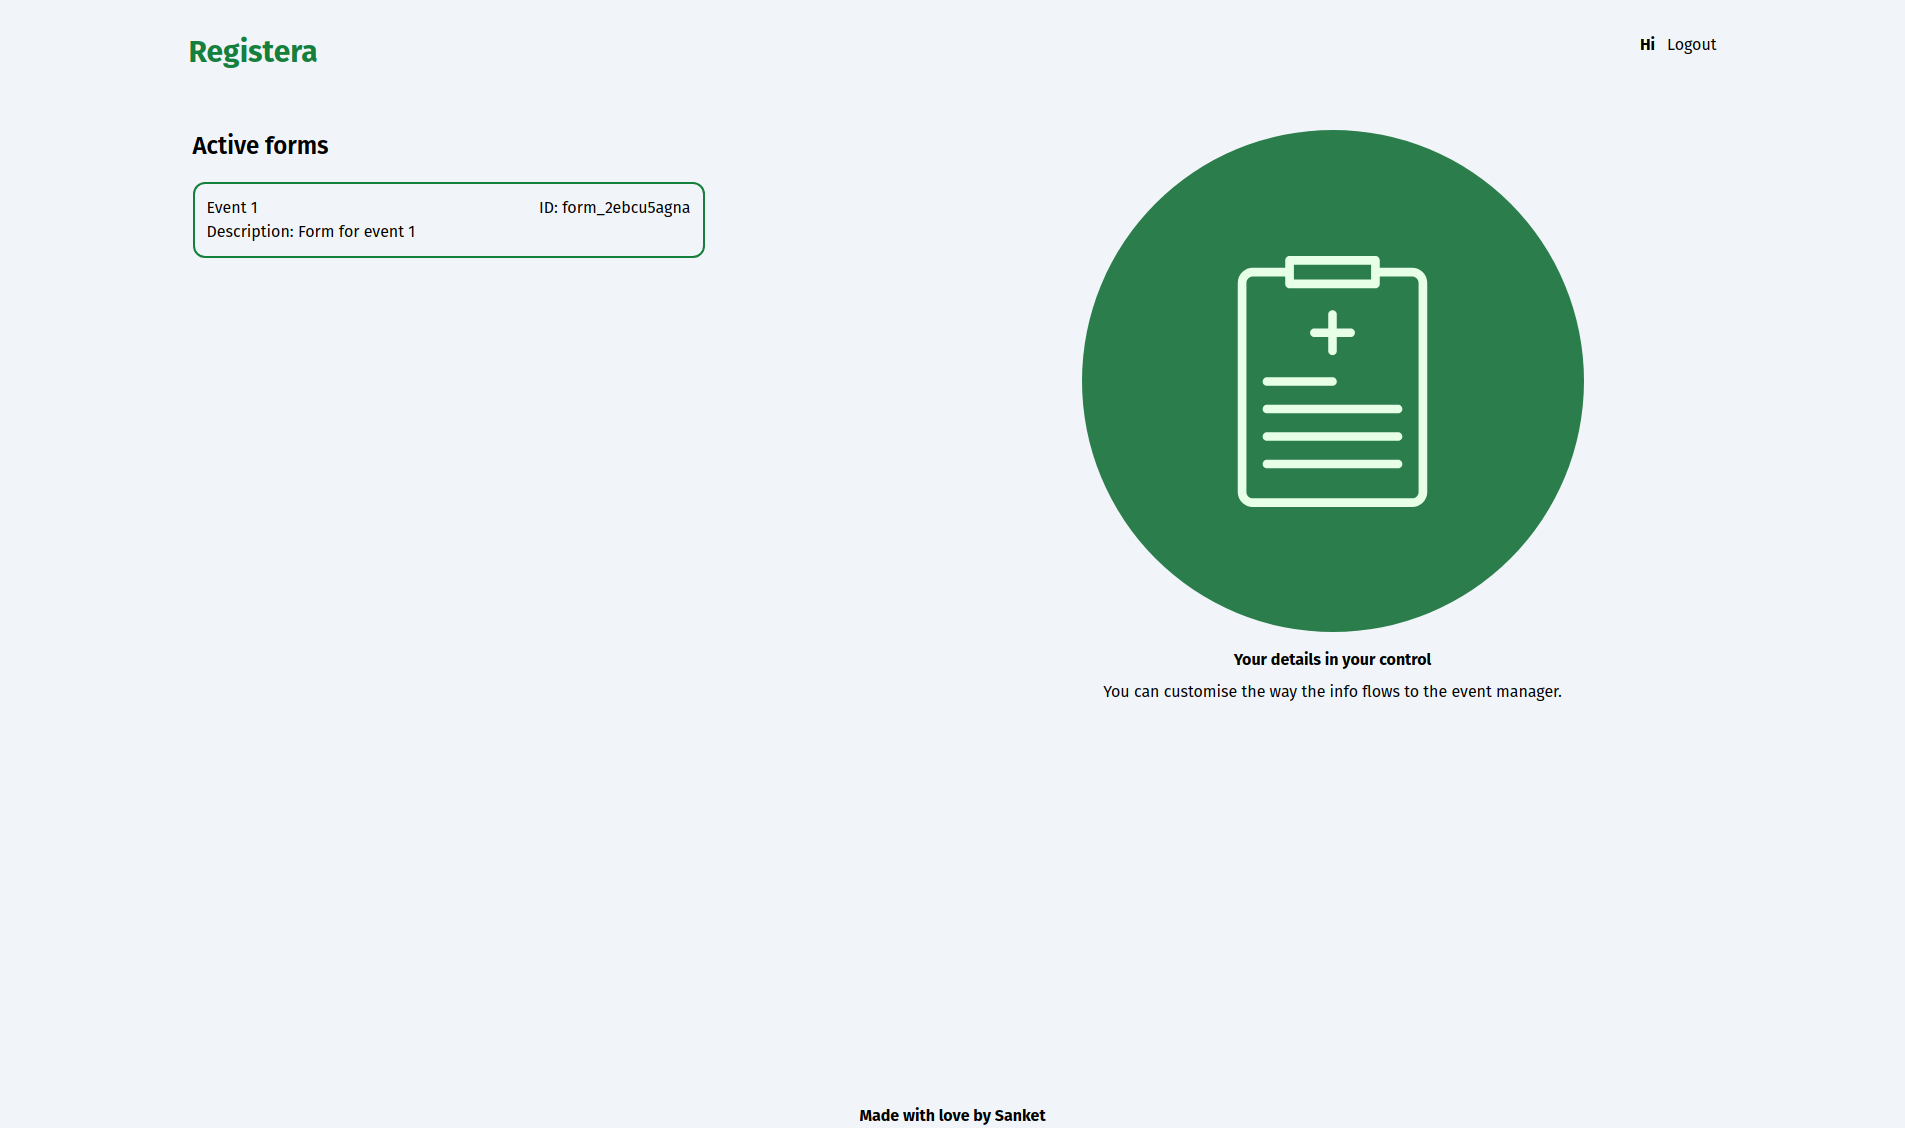 Registera
Hi Logout
Active forms
Event 1 ID: form_2ebcu5agna
Description: Form for event 1
Your details in your control
You can customise the way the info flows to the event manager.
Made with love by Sanket